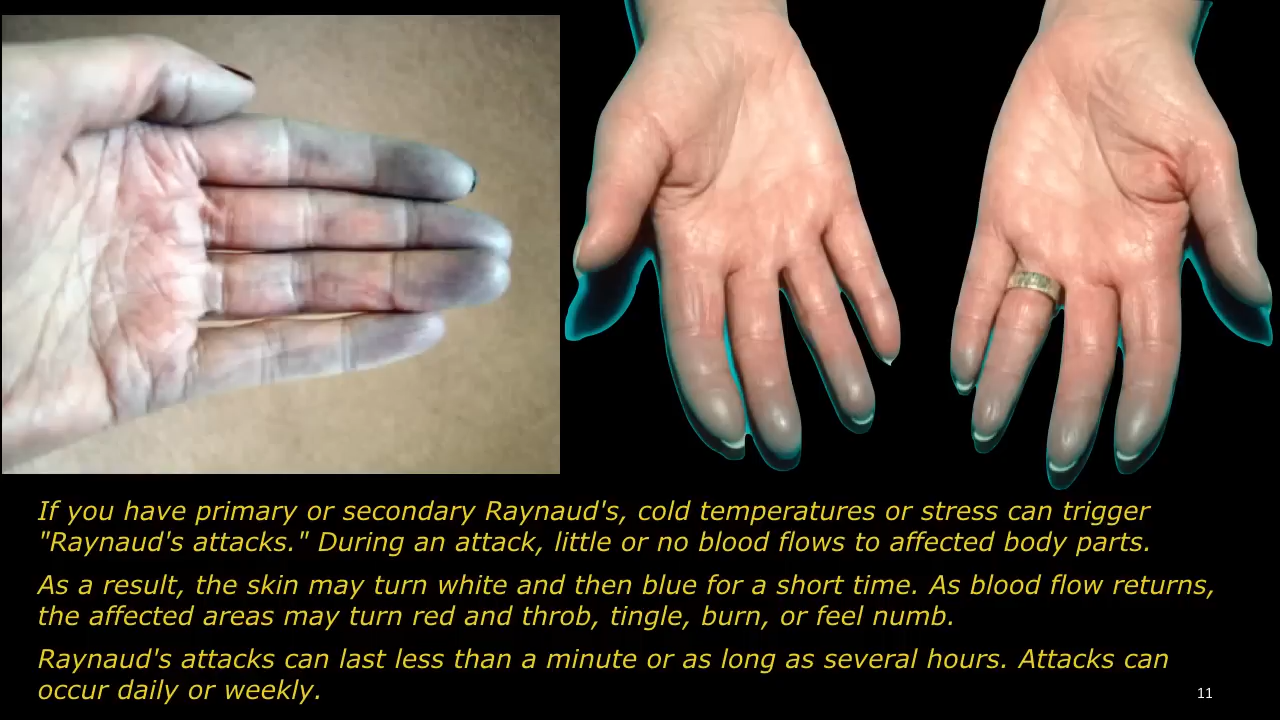 If you have primary or secondary Raynaud's, cold temperatures or stress can trigger
"Raynaud's attacks." During an attack, little or no blood flows to affected body parts.
As a result, the skin may turn white and then blue for a short time. As blood flow returns,
the affected areas may turn red and throb, tingle, burn, or feel numb.
Raynaud's attacks can last less than a minute or as long as several hours. Attacks can
occur daily or weekly.
11